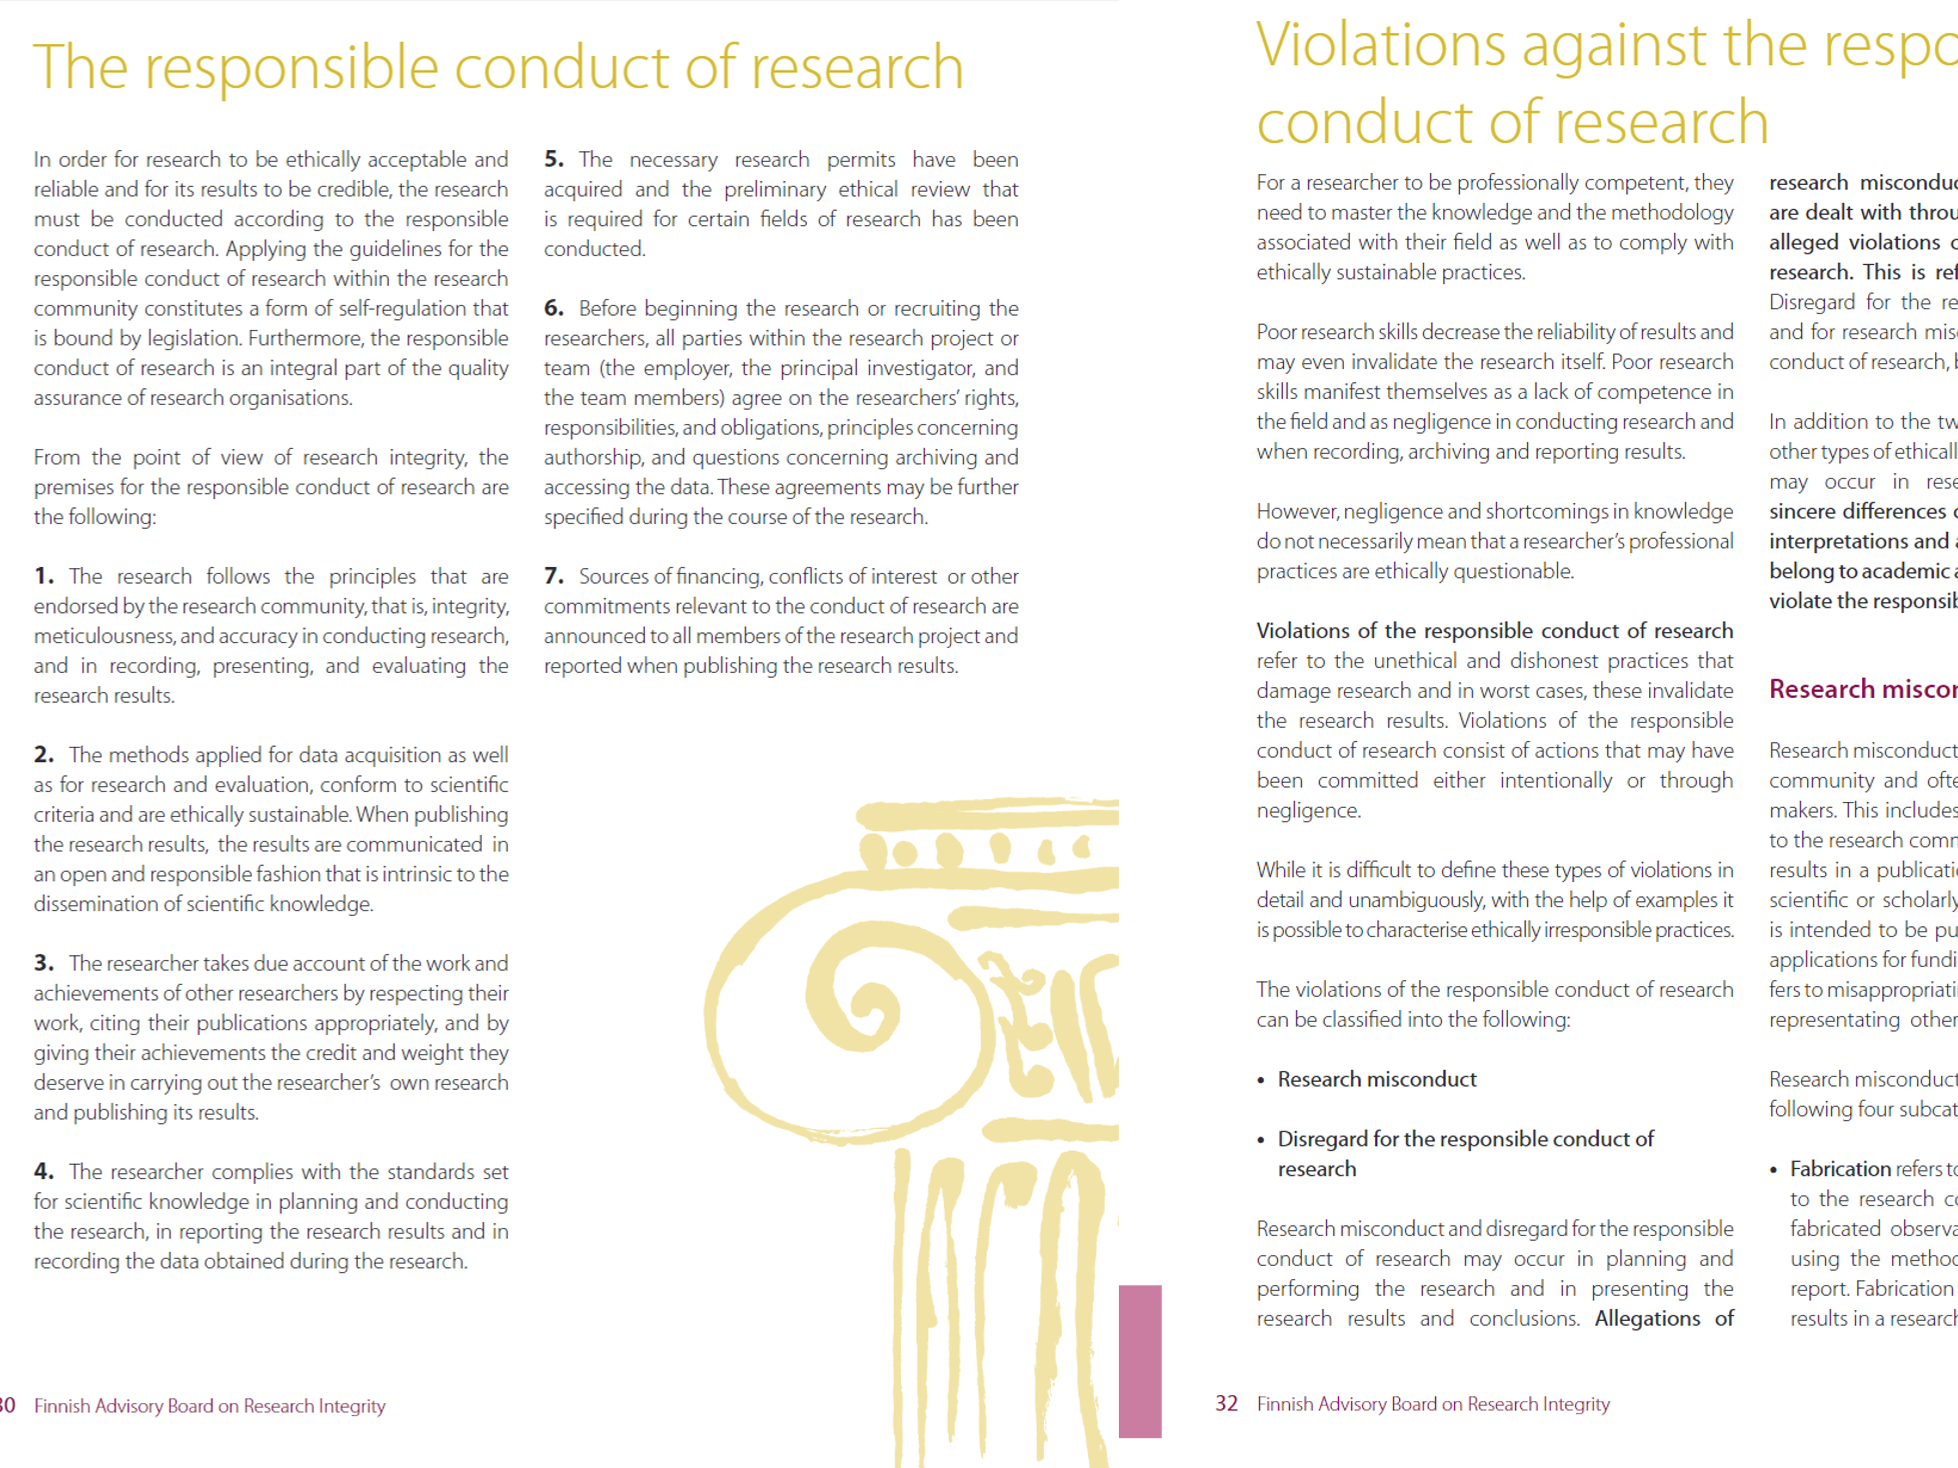 The responsible conduct of research
In order for research to be ethically acceptable and
reliable and for its results to be credible, the research
must be conducted according to the responsible
conduct of research. Applying the guidelines for the
responsible conduct of research within the research
community constitutes a form of self-regulation that
is bound by legislation. Furthermore, the responsible
conduct of research is an integral part of the quality
assurance of research organisations.
From the point of view of research integrity, the
premises for the responsible conduct of research are
the following:
1. The research follows the principles that are
endorsed by the research community, that is, integrity,
meticulousness, and accuracy in conducting research,
and in recording, presenting, and evaluating the
research results.
2. The methods applied for data acquisition as well
as for research and evaluation, conform to scientific
criteria and are ethically sustainable. When publishing
the research results, the results are communicated in
an open and responsible fashion that is intrinsic to the
dissemination of scientific knowledge.
3. The researcher takes due account of the work and
achievements of other researchers by respecting their
work, citing their publications appropriately, and by
giving their achievements the credit and weight they
deserve in carrying out the researcher's own research
and publishing its results.
4. The researcher complies with the standards set
for scientific knowledge in planning and conducting
the research, in reporting the research results and in
recording the data obtained during the research.
5. The necessary research permits have been
acquired and the preliminary ethical review that
is required for certain fields of research has been
conducted.
6. Before beginning the research or recruiting the
researchers, all parties within the research project or
team (the employer, the principal investigator, and
the team members) agree on the researchers' rights,
responsibilities, and obligations, principles concerning
authorship, and questions concerning archiving and
accessing the data. These agreements may be further
specified during the course of the research.
7. Sources of financing, conflicts of interest or other
commitments relevant to the conduct of research are
announced to all members of the research project and
reported when publishing the research results.
30 Finnish Advisory Board on Research Integrity
Violations against the respo
conduct of research
For a researcher to be professionally competent, they
need to master the knowledge and the methodology
associated with their field as well as to comply with
ethically sustainable practices.
Poor research skills decrease the reliability of results and
may even invalidate the research itself. Poor research
skills manifest themselves as a lack of competence in
the field and as negligence in conducting research and
when recording, archiving and reporting results.
However, negligence and shortcomings in knowledge
do not necessarily mean that a researcher's professional
practices are ethically questionable.
Violations of the responsible conduct of research
refer to the unethical and dishonest practices that
damage research and in worst cases, these invalidate
the research results. Violations of the responsible
conduct of research consist of actions that may have
been committed either intentionally or through
negligence.
While it is difficult to define these types of violations in
detail and unambiguously, with the help of examples it
is possible to characterise ethically irresponsible practices.
The violations of the responsible conduct of research
can be classified into the following:
• Research misconduct
• Disregard for the responsible conduct of
research
Research misconduct and disregard for the responsible
conduct of research may occur in planning and
performing the research and in presenting the
research results and conclusions. Allegations of
research misconduc
are dealt with throu
alleged violations
research. This is ref
Disregard for the re
and for research mis
conduct of research,
In addition to the tw
other types of ethicall
may occur in rese
sincere differences
interpretations and
belong to academic a
violate the responsib
Research miscon
Research misconduct
community and ofte
makers. This includes
to the research comm
results in a publicati
scientific or scholarly
is intended to be pu
applications for fundi
fers to misappropriati
representating other
Research misconduct
following four subcat
• Fabrication refers to
to the research co
fabricated observa
using the method
report. Fabrication
results in a research
32 Finnish Advisory Board on Research Integrity